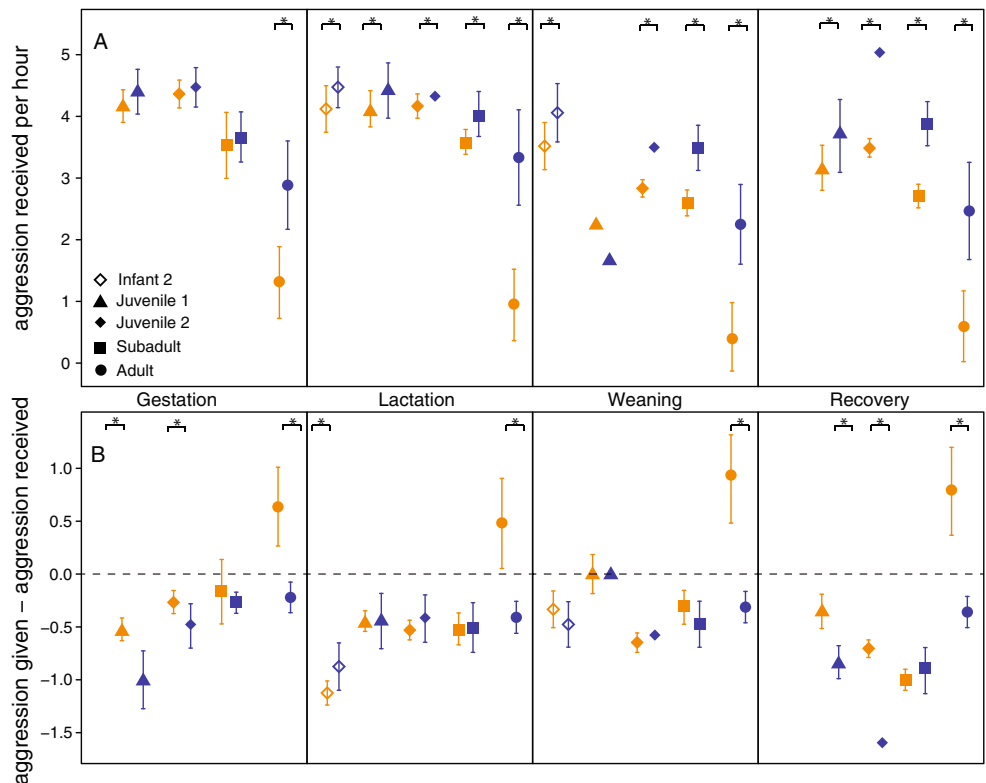 * * * * * * * * * * * * * *
A
5
4
3
2
1
0
aggression received per hour
Infant 2
Juvenile 1
Juvenile 2
Subadult
Adult
Gestation Lactation Weaning Recovery
* * * * * * * * *
B
1.0
0.5
0.0
−0.5
−1.0
−1.5
aggression given − aggression received